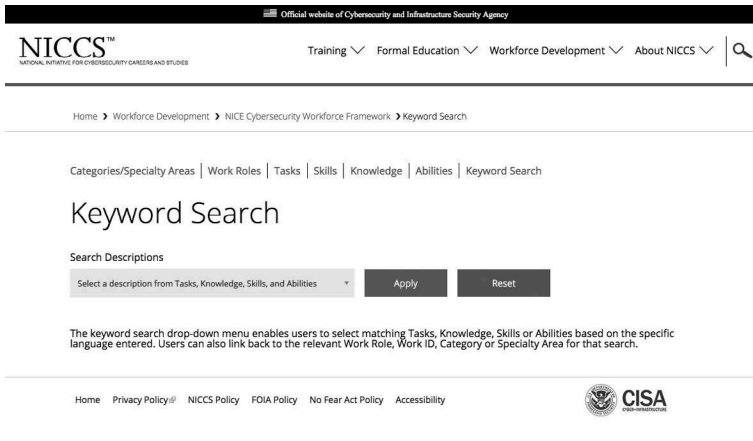 Official website of Cybersecurity and Infrastructure Security Agency
NICCS™
NATIONAL INITIATIVE FOR CYBERSECURITY CAREERS AND STUDIES
Training Formal Education Workforce Development About NICCS
Home > Workforce Development > NICE Cybersecurity Workforce Framework > Keyword Search
Categories/Specialty Areas | Work Roles | Tasks | Skills | Knowledge | Abilities | Keyword Search
Keyword Search
Search Descriptions
Select a description from Tasks, Knowledge, Skills, and Abilities Apply Reset
The keyword search drop-down menu enables users to select matching Tasks, Knowledge, Skills or Abilities based on the specific
language entered. Users can also link back to the relevant Work Role, Work ID, Category or Specialty Area for that search.
Home Privacy Policy NICCS Policy FOIA Policy No Fear Act Policy Accessibility
CISA
CYBER+INFRASTRUCTURE